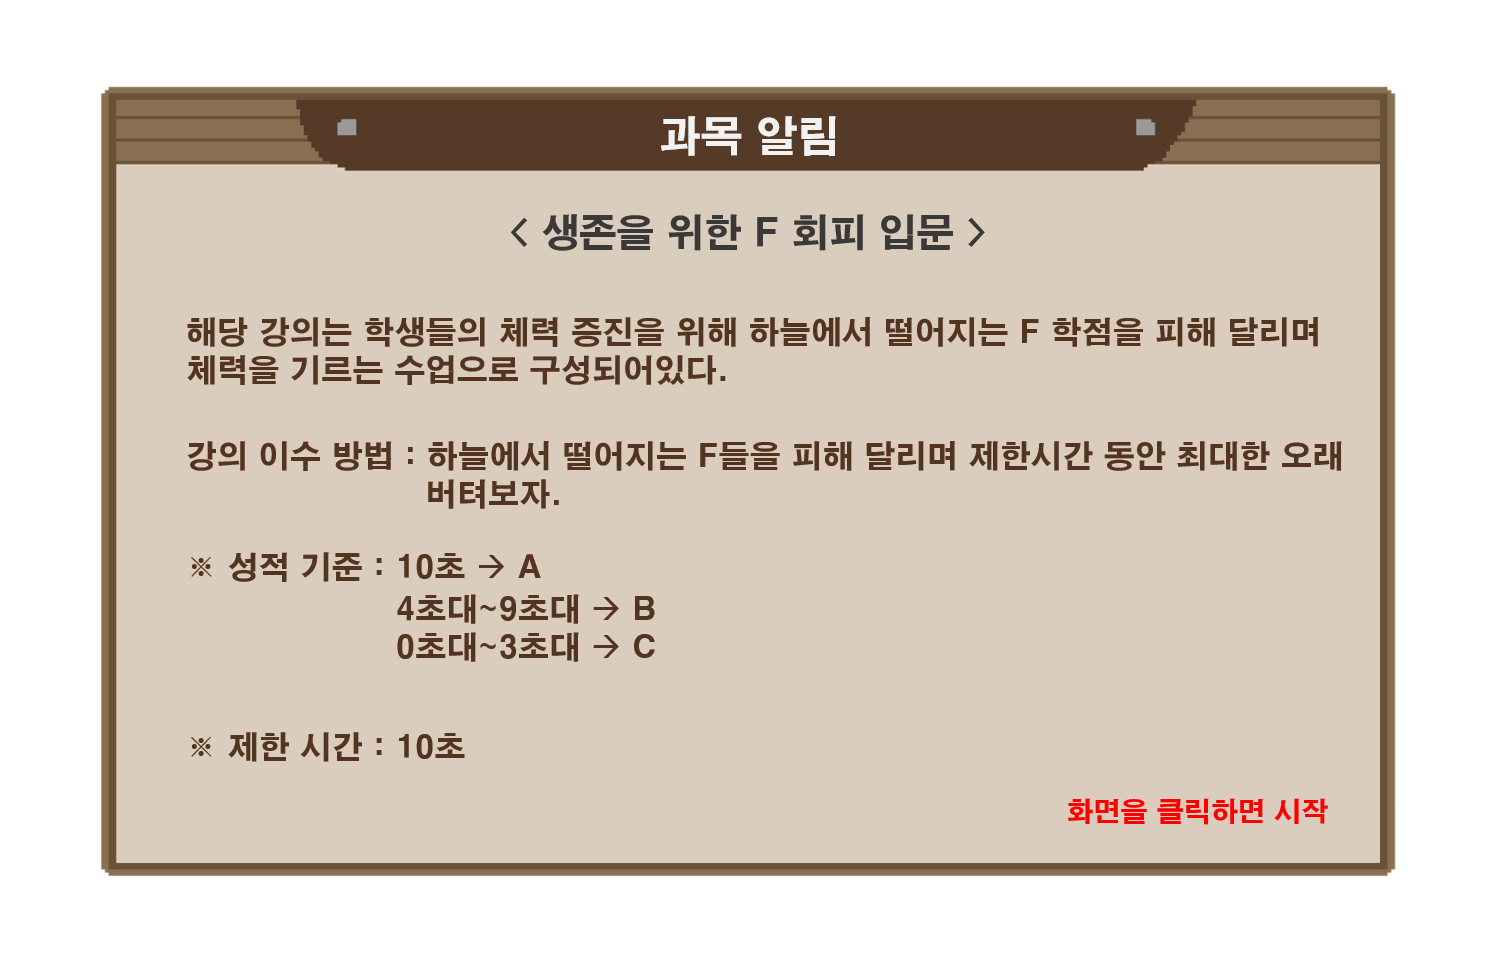 과목 알림
< 생존을 위한 F 회피 입문 >
해당 강의는 학생들의 체력 증진을 위해 하늘에서 떨어지는 F 학점을 피해 달리며
체력을 기르는 수업으로 구성되어있다.
강의 이수 방법 : 하늘에서 떨어지는 F들을 피해 달리며 제한시간 동안 최대한 오래
버텨보자.
※ 성적 기준 : 10초 → A
4초대~9초대 → B
0초대~3초대 → C
※ 제한 시간 : 10초
화면을 클릭하면 시작